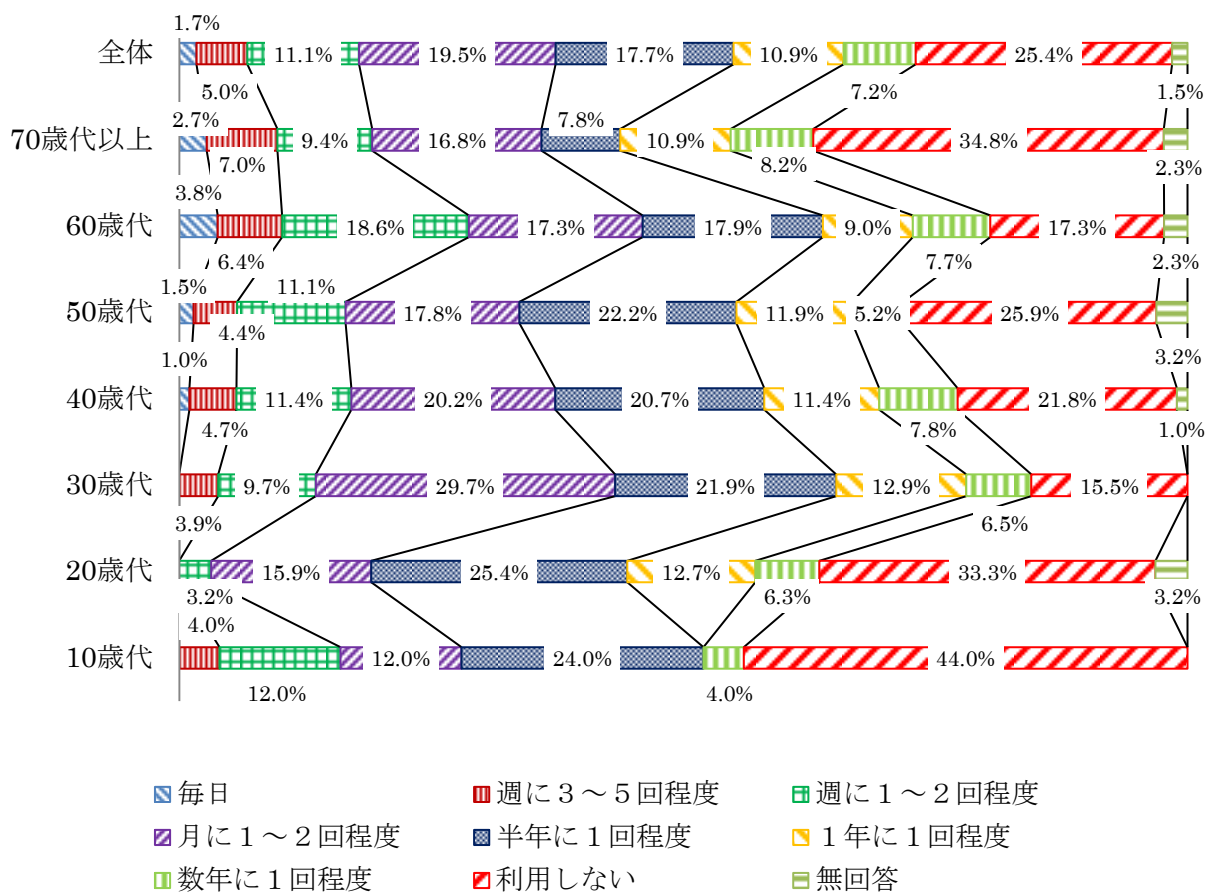 1.7%
全体 11.1% 19.5% 17.7% 10.9% 25.4%
5.0% 7.2% 1.5%
2.7% 7.8%
70歳代以上 9.4% 16.8% 10.9% 34.8%
7.0% 8.2% 2.3%
3.8%
60歳代 18.6% 17.3% 17.9% 9.0% 17.3%
6.4% 7.7% 2.3%
1.5% 11.1%
50歳代 17.8% 22.2% 11.9% 5.2% 25.9%
4.4%
1.0% 3.2%
40歳代 11.4% 20.2% 20.7% 11.4% 21.8%
4.7% 7.8% 1.0%
30歳代 9.7% 29.7% 21.9% 12.9% 15.5%
3.9% 6.5%
20歳代 15.9% 25.4% 12.7% 33.3%
3.2% 6.3% 3.2%
4.0%
10歳代 12.0% 24.0% 44.0%
12.0% 4.0%
毎日 週に３～５回程度 週に１～２回程度
月に１～２回程度 半年に１回程度 １年に１回程度
数年に１回程度 利用しない 無回答